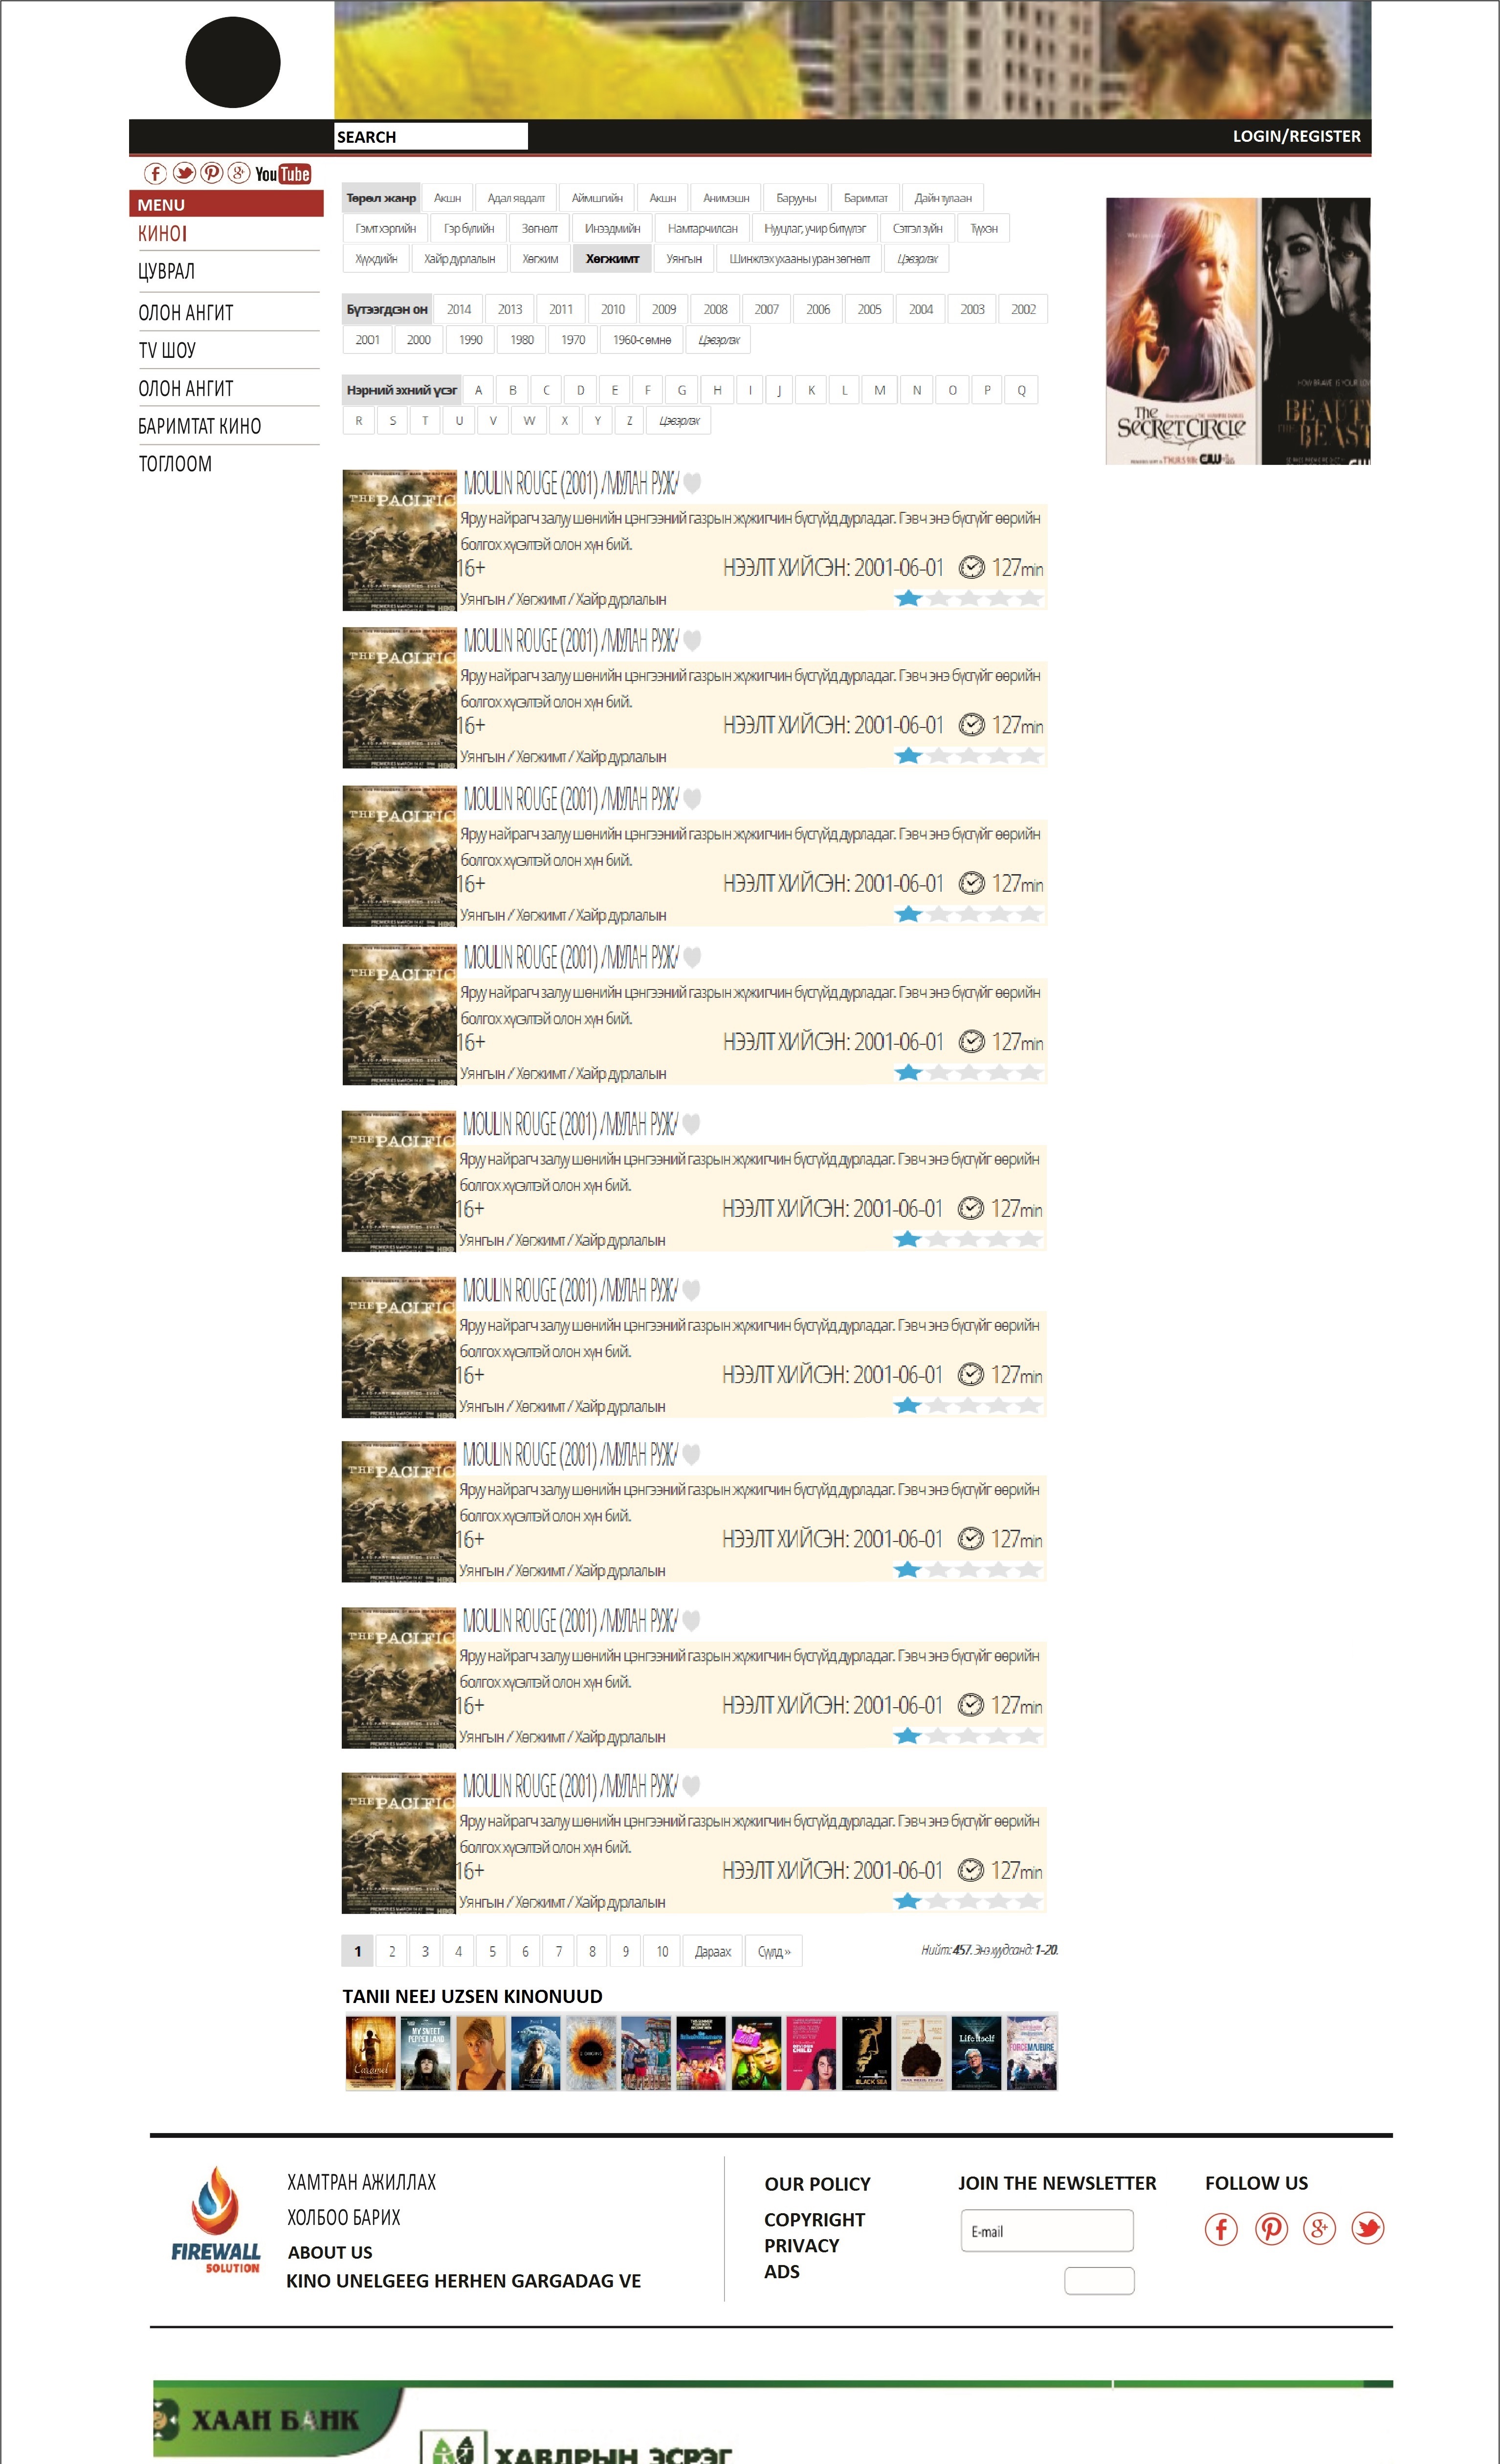 SEARCH
LOGIN/REGISTER
You Tube
MENU
КИНО
ЦУВРАЛ
ОЛОН АНГИТ
TV ШОУ
ОЛОН АНГИТ
БАРИМТАТ КИНО
ТОГЛООМ
Төрөл жанр Акшн Адал явдалт Аймшгийн Акшн Анимэшн Барууны Баримтат Дайн тулаан
Гэмт хэргийн Гэр бүлийн Зөгнөлт Инээдмийн Намтарчилсан Нууцлаг, учир битүүлэг Сэтгэл зүйн Түүхэн
Хүүхдийн Хайр дурлалын Хөгжим Хөгжимт Уянгын Шинжлэх ухааны уран зөгнөлт Цэвэрлэх
Бүтээгдсэн он 2014 2013 2011 2010 2009 2008 2007 2006 2005 2004 2003 2002
2001 2000 1990 1980 1970 1960-с өмнө Цэвэрлэх
Нэрний эхний үсэг A B C D E F G H I J K L M N O P Q
R S T U V W X Y Z Цэвэрлэх
The
Secret Circle
HOW BRAVE IS YOUR LOV
BEAUTY
THE BEAST
THE PACIFIC
MOULIN ROUGE (2001) /МУЛАН РУЖ/
Яруу найрагч залуу шөнийн цэнгээний газрын жүжигчин бүсгүйд дурладаг. Гэвч энэ бүсгүйг өөрийн
болгох хүсэлтэй олон хүн бий.
16+ НЭЭЛТ ХИЙСЭН: 2001-06-01 127min
Уянгын / Хөгжимт / Хайр дурлалын
THE PACIFIC
MOULIN ROUGE (2001) /МУЛАН РУЖ/
Яруу найрагч залуу шөнийн цэнгээний газрын жүжигчин бүсгүйд дурладаг. Гэвч энэ бүсгүйг өөрийн
болгох хүсэлтэй олон хүн бий.
16+ НЭЭЛТ ХИЙСЭН: 2001-06-01 127min
Уянгын / Хөгжимт / Хайр дурлалын
THE PACIFIC
MOULIN ROUGE (2001) /МУЛАН РУЖ/
Яруу найрагч залуу шөнийн цэнгээний газрын жүжигчин бүсгүйд дурладаг. Гэвч энэ бүсгүйг өөрийн
болгох хүсэлтэй олон хүн бий.
16+ НЭЭЛТ ХИЙСЭН: 2001-06-01 127min
Уянгын / Хөгжимт / Хайр дурлалын
THE PACIFIC
MOULIN ROUGE (2001) /МУЛАН РУЖ/
Яруу найрагч залуу шөнийн цэнгээний газрын жүжигчин бүсгүйд дурладаг. Гэвч энэ бүсгүйг өөрийн
болгох хүсэлтэй олон хүн бий.
16+ НЭЭЛТ ХИЙСЭН: 2001-06-01 127min
Уянгын / Хөгжимт / Хайр дурлалын
THE PACIFIC
MOULIN ROUGE (2001) /МУЛАН РУЖ/
Яруу найрагч залуу шөнийн цэнгээний газрын жүжигчин бүсгүйд дурладаг. Гэвч энэ бүсгүйг өөрийн
болгох хүсэлтэй олон хүн бий.
16+ НЭЭЛТ ХИЙСЭН: 2001-06-01 127min
Уянгын / Хөгжимт / Хайр дурлалын
THE PACIFIC
MOULIN ROUGE (2001) /МУЛАН РУЖ/
Яруу найрагч залуу шөнийн цэнгээний газрын жүжигчин бүсгүйд дурладаг. Гэвч энэ бүсгүйг өөрийн
болгох хүсэлтэй олон хүн бий.
16+ НЭЭЛТ ХИЙСЭН: 2001-06-01 127min
Уянгын / Хөгжимт / Хайр дурлалын
THE PACIFIC
MOULIN ROUGE (2001) /МУЛАН РУЖ/
Яруу найрагч залуу шөнийн цэнгээний газрын жүжигчин бүсгүйд дурладаг. Гэвч энэ бүсгүйг өөрийн
болгох хүсэлтэй олон хүн бий.
16+ НЭЭЛТ ХИЙСЭН: 2001-06-01 127min
Уянгын / Хөгжимт / Хайр дурлалын
THE PACIFIC
MOULIN ROUGE (2001) /МУЛАН РУЖ/
Яруу найрагч залуу шөнийн цэнгээний газрын жүжигчин бүсгүйд дурладаг. Гэвч энэ бүсгүйг өөрийн
болгох хүсэлтэй олон хүн бий.
16+ НЭЭЛТ ХИЙСЭН: 2001-06-01 127min
Уянгын / Хөгжимт / Хайр дурлалын
THE PACIFIC
MOULIN ROUGE (2001) /МУЛАН РУЖ/
Яруу найрагч залуу шөнийн цэнгээний газрын жүжигчин бүсгүйд дурладаг. Гэвч энэ бүсгүйг өөрийн
болгох хүсэлтэй олон хүн бий.
16+ НЭЭЛТ ХИЙСЭН: 2001-06-01 127min
Уянгын / Хөгжимт / Хайр дурлалын
1 2 3 4 5 6 7 8 9 10 Дараах Сүүлд » Нийт: 457. Энэ хуудсанд: 1-20.
TANII NEEJ UZSEN KINONUUD
Caramel
MY SWEET PEPPER LAND
BLACK SEA
Life Itself
FORCE MAJEURE
FIREWALL
SOLUTION
ХАМТРАН АЖИЛЛАХ
ХОЛБОО БАРИХ
ABOUT US
KINO UNELGEEG HERHEN GARGADAG VE
OUR POLICY
COPYRIGHT
PRIVACY
ADS
JOIN THE NEWSLETTER
E-mail
FOLLOW US
ХААН БАНК
ХАВДРЫН ЭСРЭГ